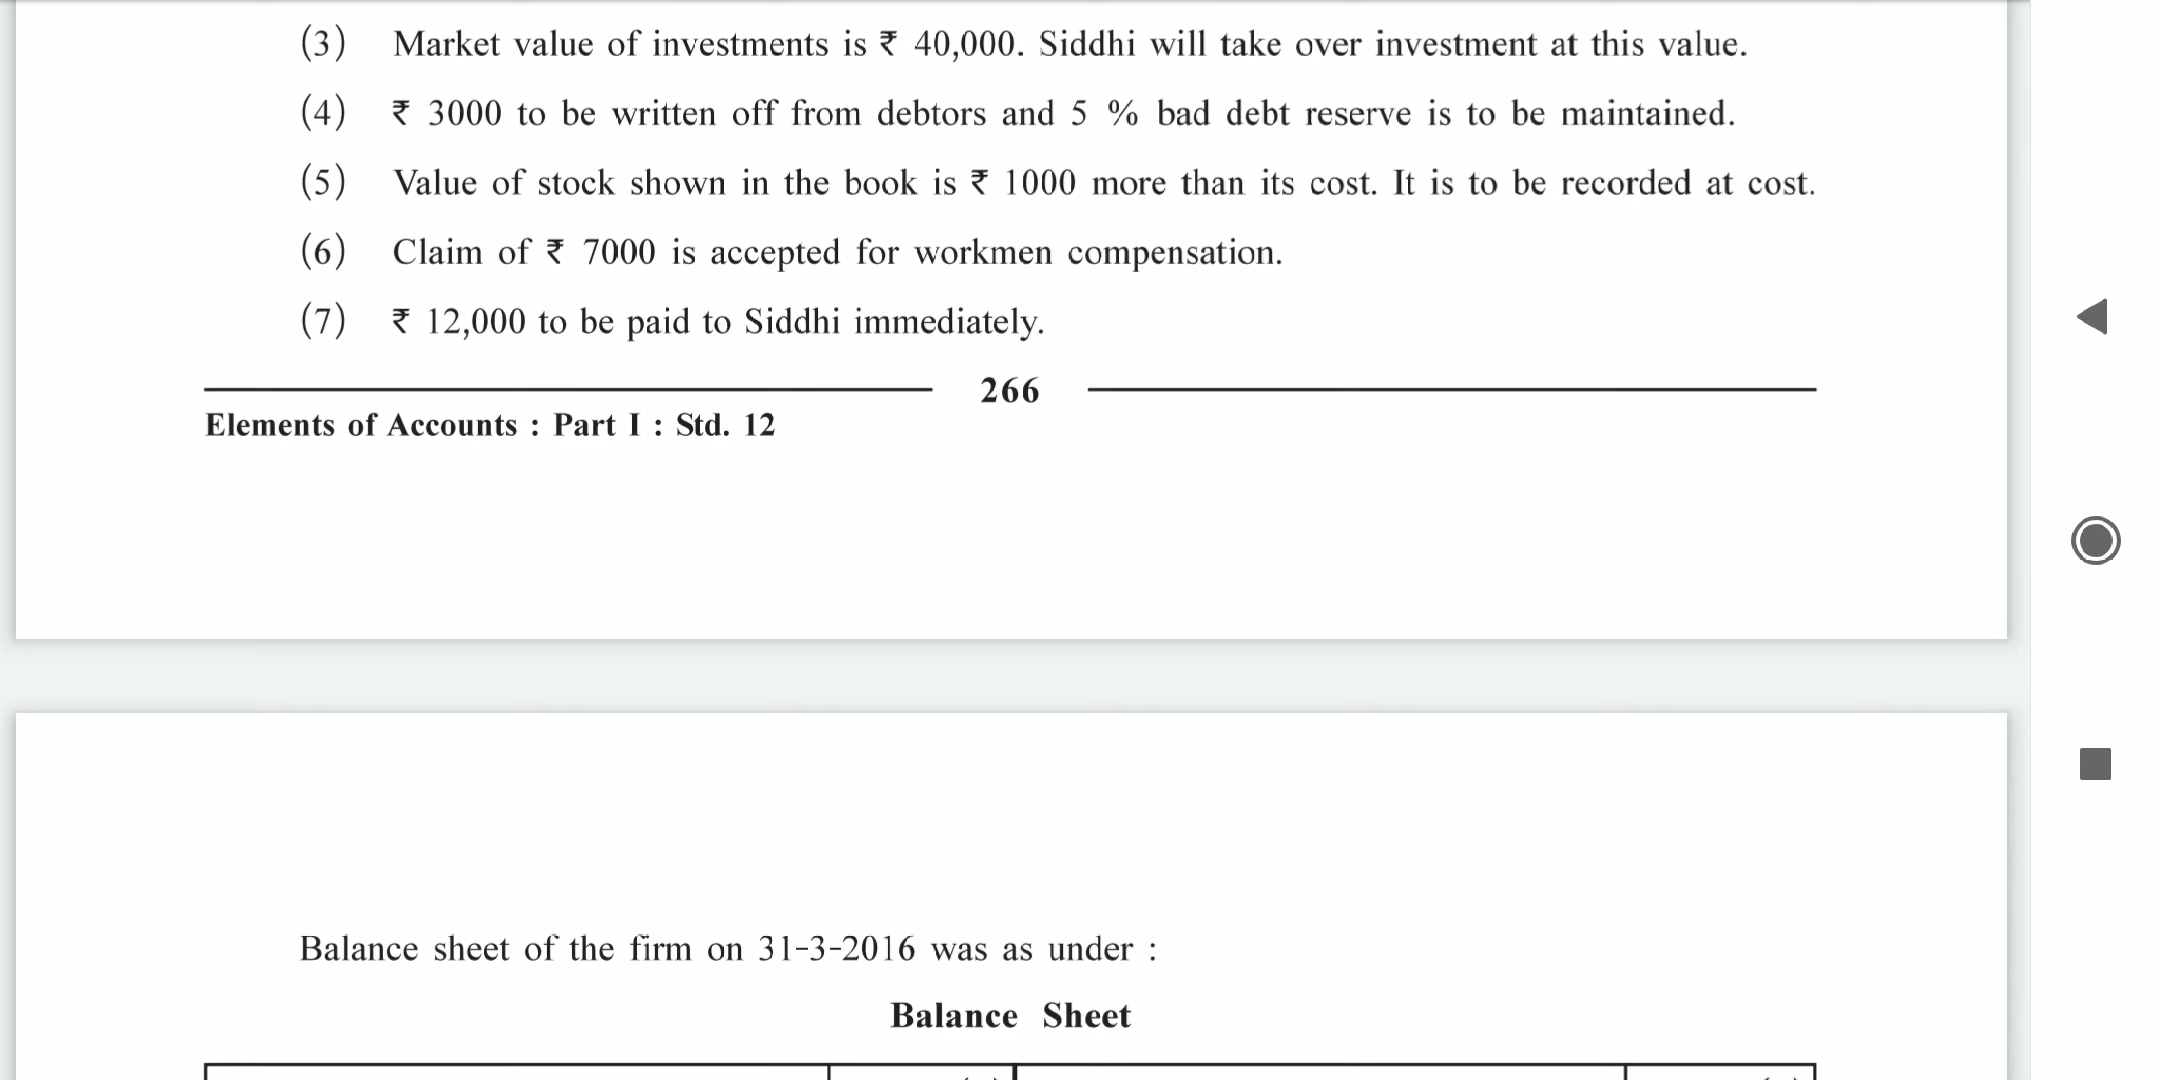 (3) Market value of investments is ₹ 40,000. Siddhi will take over investment at this value.
(4) ₹ 3000 to be written off from debtors and 5 % bad debt reserve is to be maintained.
(5) Value of stock shown in the book is ₹ 1000 more than its cost. It is to be recorded at cost.
(6) Claim of ₹ 7000 is accepted for workmen compensation.
(7) ₹ 12,000 to be paid to Siddhi immediately.
266
Elements of Accounts : Part I : Std. 12
Balance sheet of the firm on 31-3-2016 was as under :
Balance Sheet